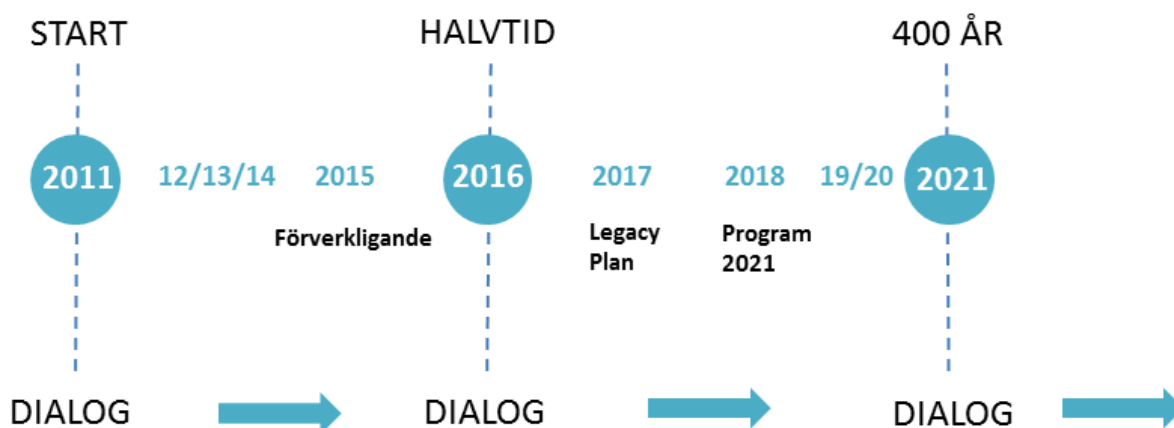 START
HALVTID
400 ÅR
2011
12/13/14
2015
2016
2017
2018
19/20
2021
Förverkligande
Legacy
Plan
Program
2021
DIALOG
DIALOG
DIALOG